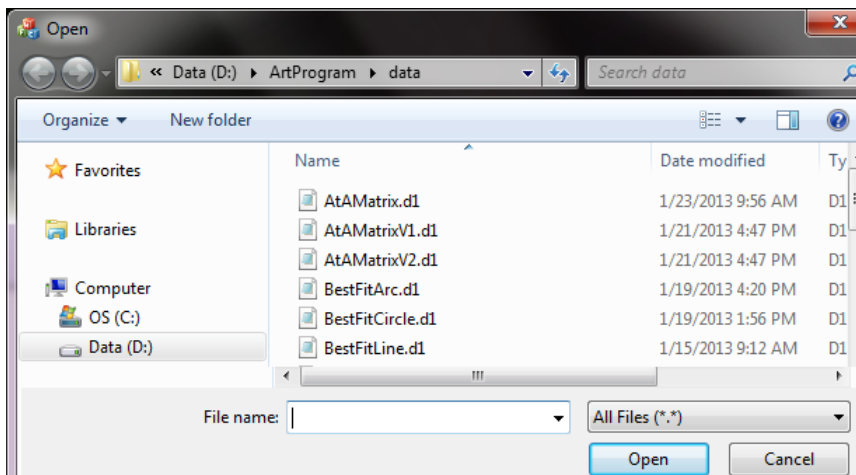 Open
« Data (D:) ArtProgram data Search data
Organize New folder
Favorites
Libraries
Computer
OS (C:)
Data (D:)
Name Date modified Ty
AtAMatrix.d1 1/23/2013 9:56 AM D1
AtAMatrixV1.d1 1/21/2013 4:47 PM D1
AtAMatrixV2.d1 1/21/2013 4:47 PM D1
BestFitArc.d1 1/19/2013 4:20 PM D1
BestFitCircle.d1 1/19/2013 1:56 PM D1
BestFitLine.d1 1/15/2013 9:12 AM D1
File name: All Files (*.*)
Open Cancel